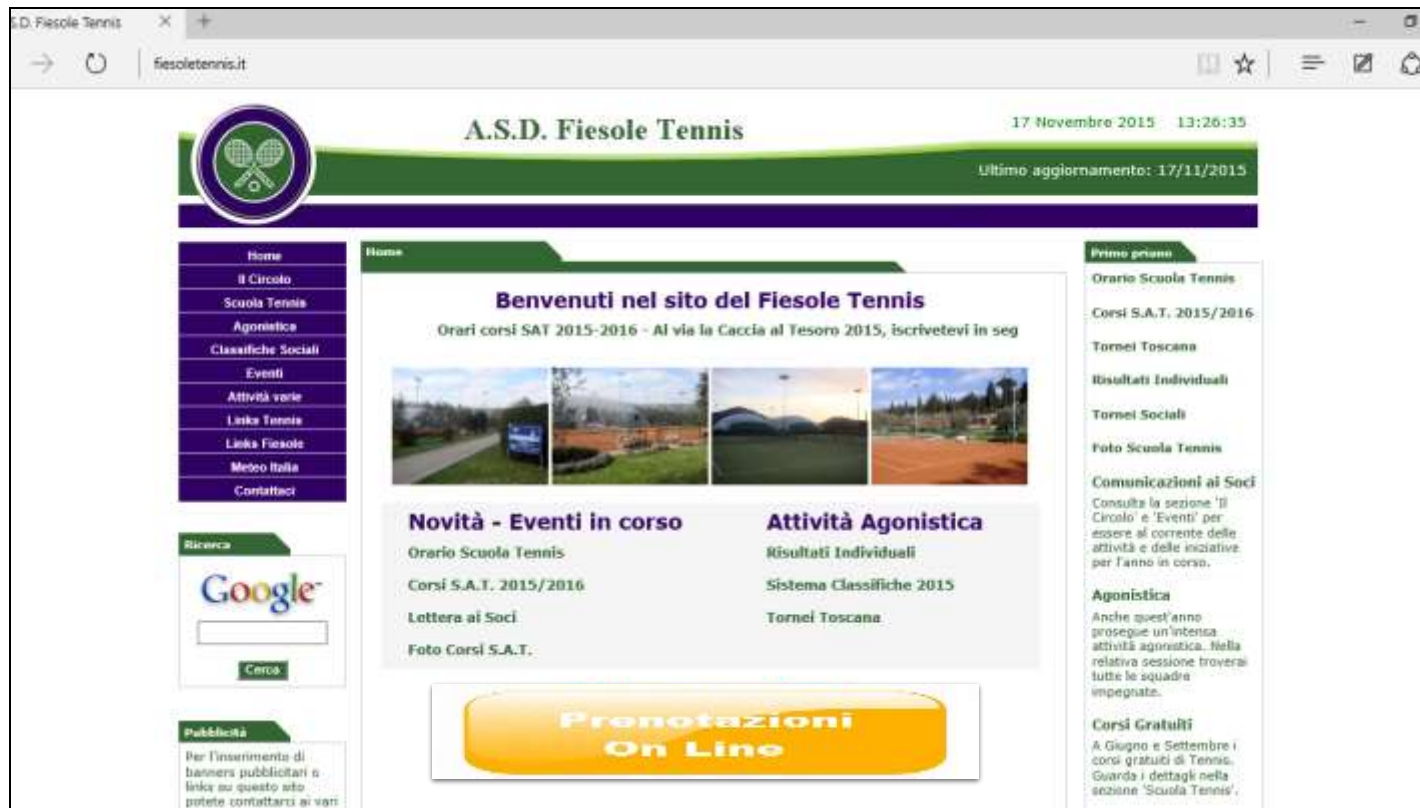 S.D. Fiesole Tennis
fiesoletennis.it
A.S.D. Fiesole Tennis
17 Novembre 2015 13:26:35
Ultimo aggiornamento: 17/11/2015
Home
Il Circolo
Scuola Tennis
Agonistica
Classifiche Sociali
Eventi
Attività varie
Links Tennis
Links Fiesole
Meteo Italia
Contattaci
Ricerca
Google
Cerca
Pubblicità
Per l'inserimento di
banners pubblicitari o
links su questo sito
potete contattarci ai vari
Home
Benvenuti nel sito del Fiesole Tennis
Orari corsi SAT 2015-2016 - Al via la Caccia al Tesoro 2015, iscrivetevi in seg
Novità - Eventi in corso
Orario Scuola Tennis
Corsi S.A.T. 2015/2016
Lettera ai Soci
Foto Corsi S.A.T.
Attività Agonistica
Risultati Individuali
Sistema Classifiche 2015
Tornei Toscana
Prenotazioni
On Line
Primo priano
Orario Scuola Tennis
Corsi S.A.T. 2015/2016
Tornei Toscana
Risultati Individuali
Tornei Sociali
Foto Scuola Tennis
Comunicazioni ai Soci
Consulta la sezione 'Il
Circolo' e 'Eventi' per
essere al corrente delle
attività e delle iniziative
per l'anno in corso.
Agonistica
Anche quest'anno
prosegue un'intensa
attività agonistica. Nella
relativa sessione troverai
tutte le squadre
impegnate.
Corsi Gratuiti
A Giugno e Settembre i
corsi gratuiti di Tennis.
Guarda i dettagli nella
sezione 'Scuola Tennis'.